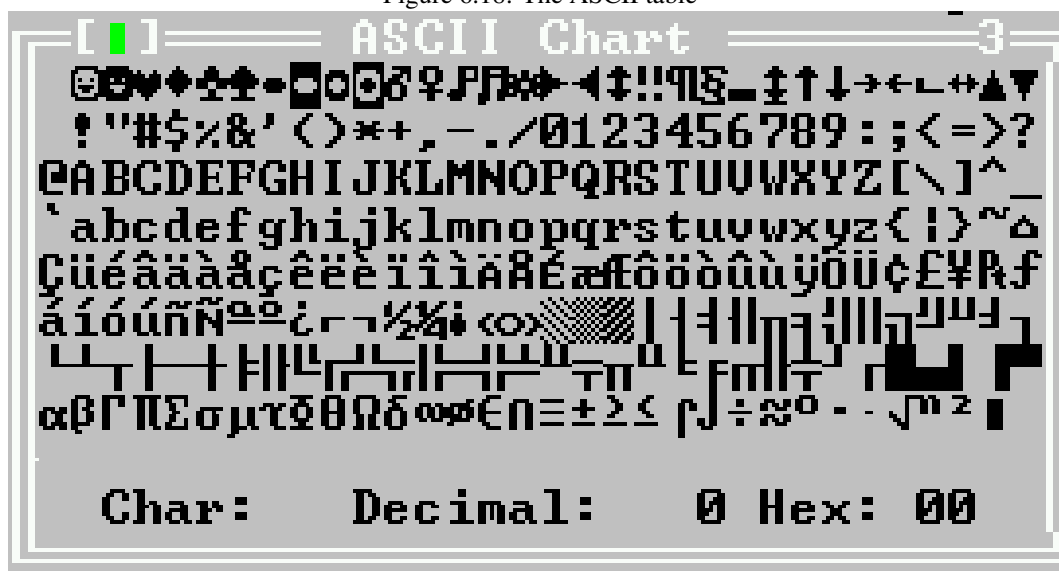 Figure 6.18: The ASCII table
[▮] ASCII Chart 3
☺☻♥♦♣♠•◘○◙♂♀♪♫☼►◄↕‼¶§▬↨↑↓→←∟↔▲▼
!"#$%&'()*+,-./0123456789:;<=>?
@ABCDEFGHIJKLMNOPQRSTUVWXYZ[\]^_
`abcdefghijklmnopqrstuvwxyz{|}~⌂
ÇüéâäàåçêëèïîìÄÅÉæÆôöòûùÿÖÜ¢£¥₧ƒ
áíóúñÑªº¿⌐¬½¼¡«»░▒▓│┤╡╢╖╕╣║╗╝╜╛┐
└┴┬├─┼╞╟╚╔╩╦╠═╬╧╨╤╥╙╘╒╓╫╪┘┌█▄▌▐▀
αßΓπΣσµτΦΘΩδ∞φε∩≡±≥≤⌠⌡÷≈°∙·√ⁿ²■
Char: Decimal: 0 Hex: 00